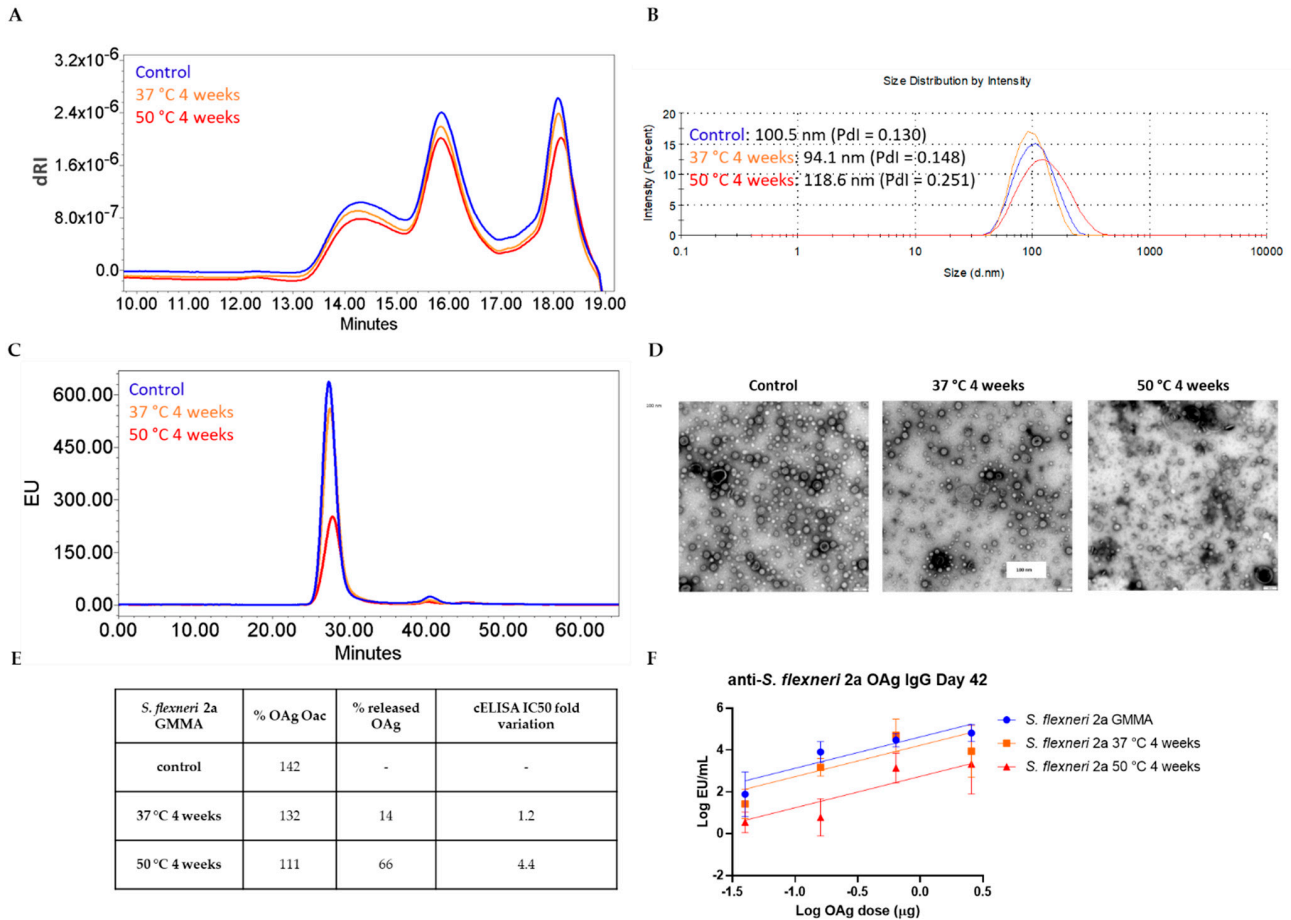 A
3.2x10-6
2.4x10-6
1.6x10-6
8.0x10-7
0.0
dRI
Control
37 °C 4 weeks
50 °C 4 weeks
10.00 11.00 12.00 13.00 14.00 15.00 16.00 17.00 18.00 19.00
Minutes
B
Size Distribution by Intensity
Intensity (Percent)
20
15
10
5
0
Control: 100.5 nm (PdI = 0.130)
37 °C 4 weeks: 94.1 nm (PdI = 0.148)
50 °C 4 weeks: 118.6 nm (PdI = 0.251)
0.1 1 10 100 1000 10000
Size (d.nm)
C
EU
600.00
450.00
300.00
150.00
0.00
Control
37 °C 4 weeks
50 °C 4 weeks
0.00 10.00 20.00 30.00 40.00 50.00 60.00
Minutes
D
Control 37 °C 4 weeks 50 °C 4 weeks
100 nm
100 nm
E
S. flexneri 2a GMMA % OAg Oac % released OAg cELISA IC50 fold variation
control 142 - -
37 °C 4 weeks 132 14 1.2
50 °C 4 weeks 111 66 4.4
F
anti-S. flexneri 2a OAg IgG Day 42
Log EU/mL
6
4
2
0
-2
-1.5 -1.0 -0.5 0.0 0.5
Log OAg dose (µg)
S. flexneri 2a GMMA
S. flexneri 2a 37 °C 4 weeks
S. flexneri 2a 50 °C 4 weeks